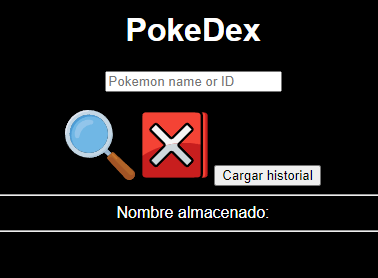 PokeDex
Pokemon name or ID
Cargar historial
Nombre almacenado: